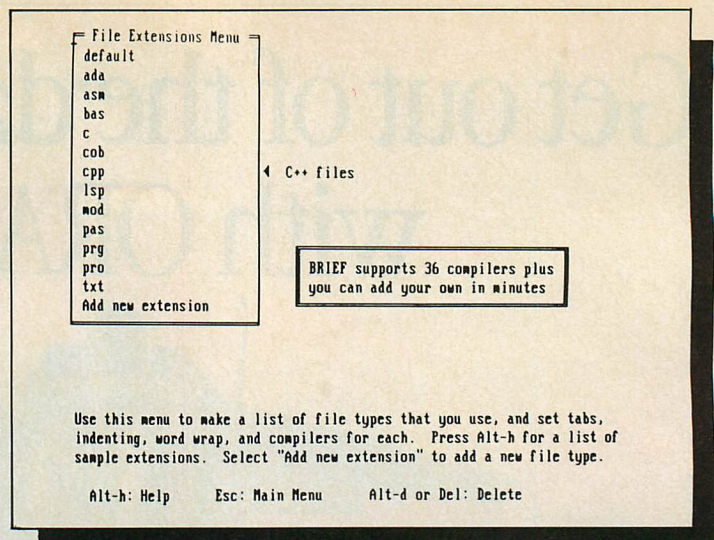 File Extensions Menu
default
ada
asm
bas
c
cob
cpp
C++ files
lsp
mod
pas
prg
pro
txt
Add new extension
BRIEF supports 36 compilers plus
you can add your own in minutes
Use this menu to make a list of file types that you use, and set tabs,
indenting, word wrap, and compilers for each. Press Alt-h for a list of
sample extensions. Select "Add new extension" to add a new file type.
Alt-h: Help Esc: Main Menu Alt-d or Del: Delete